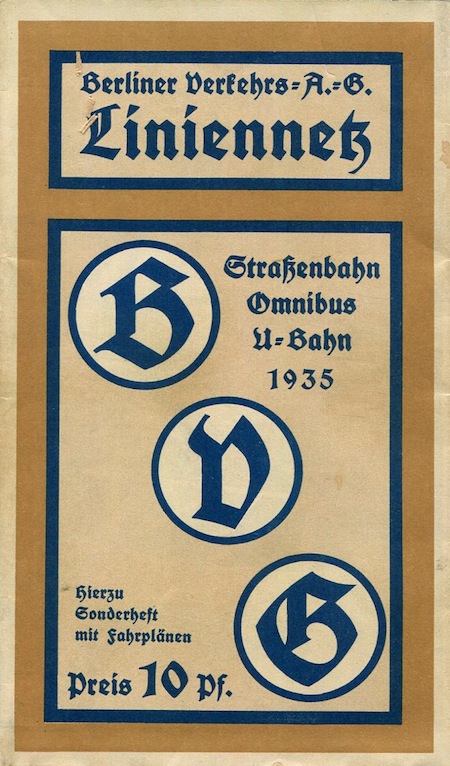 Berliner Verkehrs=A.=G.
Liniennetz
B
Straßenbahn
Omnibus
U=Bahn
1935
V
G
Hierzu
Sonderheft
mit Fahrplänen
Preis 10 Pf.